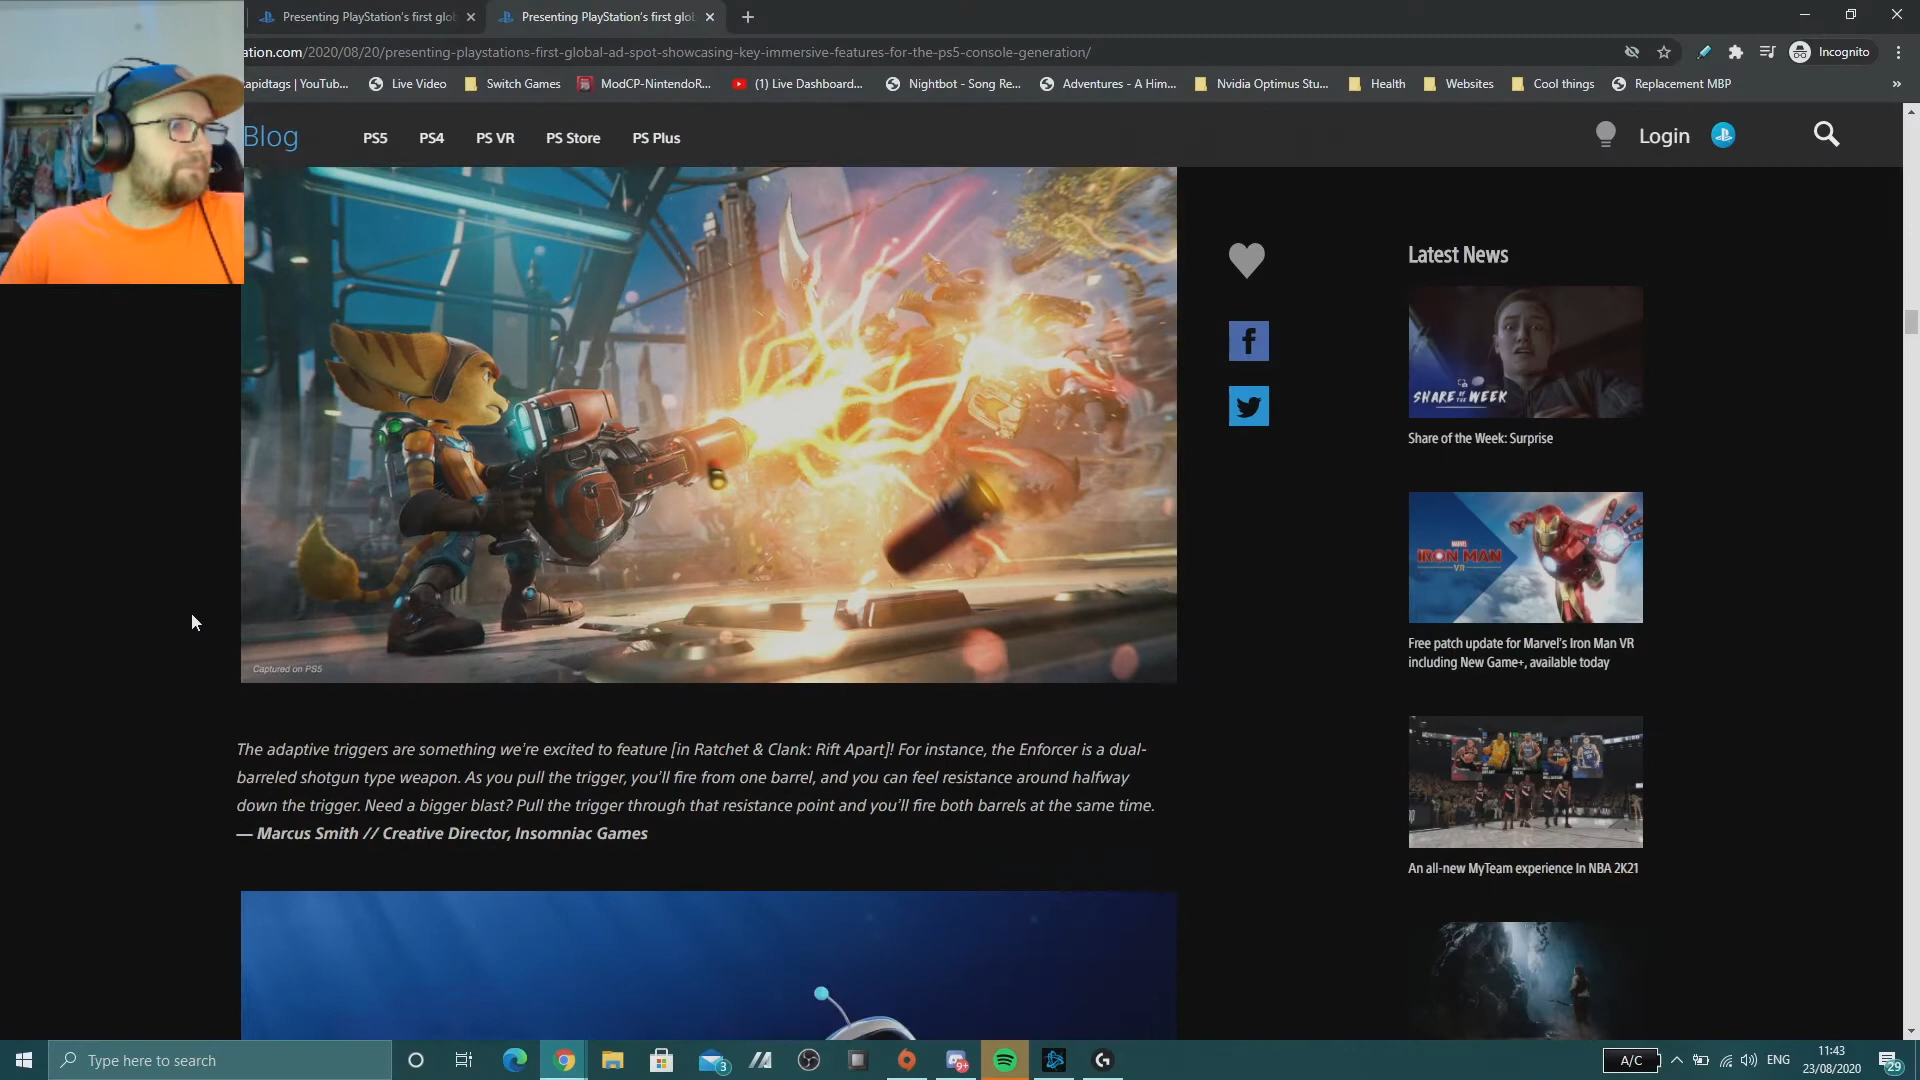 Presenting PlayStation's first glob
Presenting PlayStation's first glob
ation.com/2020/08/20/presenting-playstations-first-global-ad-spot-showcasing-key-immersive-features-for-the-ps5-console-generation/
Incognito
apidtags | YouTub...
Live Video
Switch Games
ModCP-NintendoR...
(1) Live Dashboard...
Nightbot - Song Re...
Adventures - A Him...
Nvidia Optimus Stu...
Health
Websites
Cool things
Replacement MBP
»
Blog
PS5
PS4
PS VR
PS Store
PS Plus
Login
Captured on PS5
The adaptive triggers are something we're excited to feature [in Ratchet & Clank: Rift Apart]! For instance, the Enforcer is a dual-
barreled shotgun type weapon. As you pull the trigger, you'll fire from one barrel, and you can feel resistance around halfway
down the trigger. Need a bigger blast? Pull the trigger through that resistance point and you'll fire both barrels at the same time.
— Marcus Smith // Creative Director, Insomniac Games
Latest News
SHARE OF THE WEEK
Share of the Week: Surprise
MARVEL
IRON MAN
VR
Free patch update for Marvel's Iron Man VR
including New Game+, available today
An all-new MyTeam experience In NBA 2K21
Type here to search
3
9+
A/C
ENG
11:43
23/08/2020
29